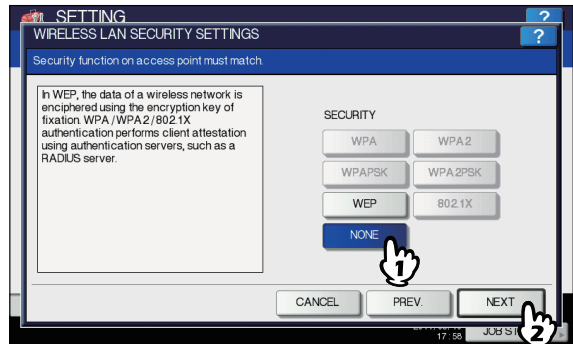 SETTING
?
WIRELESS LAN SECURITY SETTINGS
?
Security function on access point must match.
In WEP, the data of a wireless network is
enciphered using the encryption key of
fixation. WPA/WPA2/802.1X
authentication performs client attestation
using authentication servers, such as a
RADIUS server.
SECURITY
WPA WPA2
WPAPSK WPA2PSK
WEP 802.1X
NONE
1
CANCEL PREV. NEXT
17:58 JOB ST
2